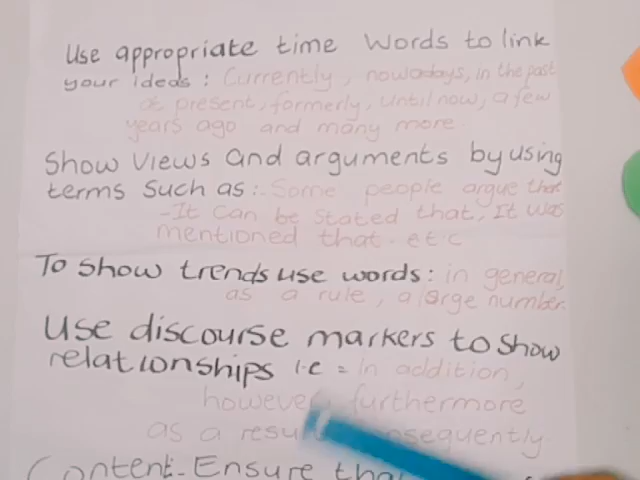 Use appropriate time words to link
your ideas: Currently, nowadays, in the past
at present, formerly, until now, a few
years ago and many more
Show views and arguments by using
terms such as: Some people argue that
- It can be stated that, It was
mentioned that - etc
To show trends use words: in general,
as a rule, a large number.
Use discourse markers to show
relationships i.e = in addition,
however, furthermore
as a result consequently
Content - Ensure that